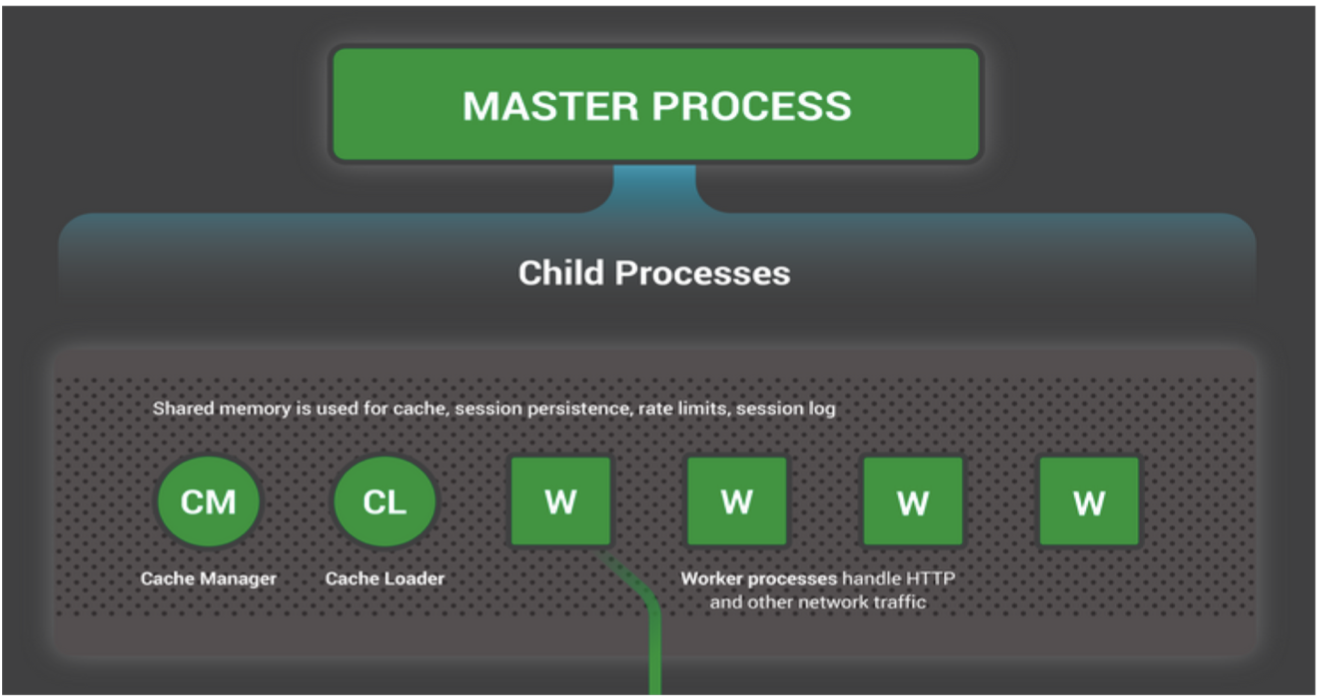 MASTER PROCESS
Child Processes
Shared memory is used for cache, session persistence, rate limits, session log
CM
CL
W
W
W
W
Cache Manager
Cache Loader
Worker processes handle HTTP
and other network traffic